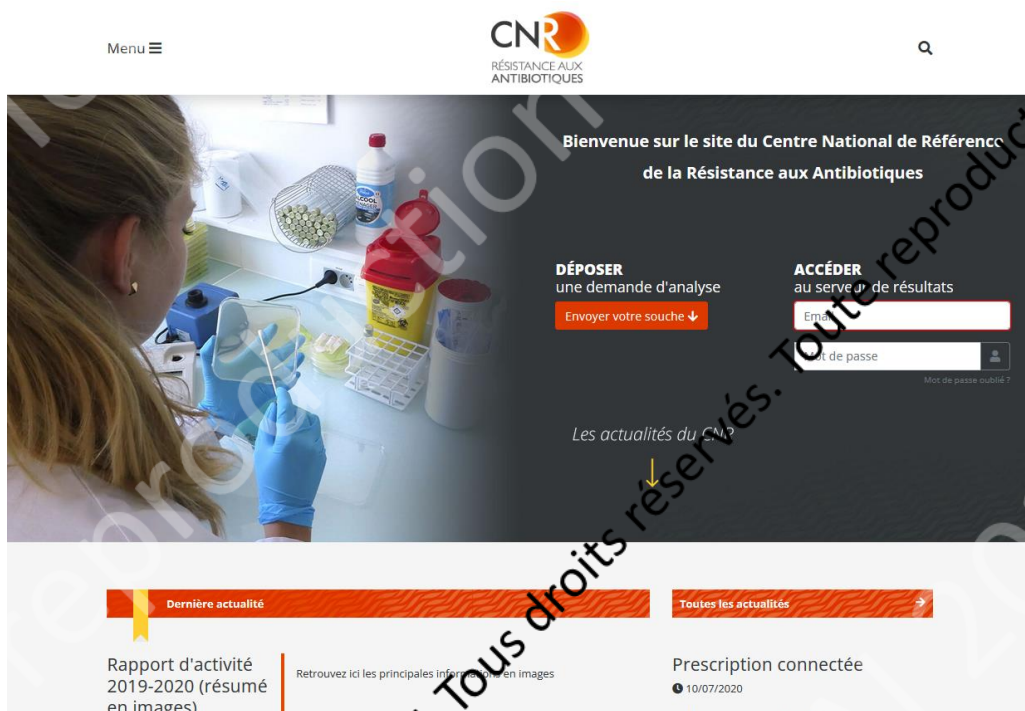 Menu
CNR
RÉSISTANCE AUX
ANTIBIOTIQUES
Bienvenue sur le site du Centre National de Référence
de la Résistance aux Antibiotiques
DÉPOSER
une demande d'analyse
Envoyer votre souche
ACCÉDER
au serveur de résultats
Email
Mot de passe
Mot de passe oublié ?
Les actualités du CNR
Dernière actualité
Toutes les actualités
Rapport d'activité
2019-2020 (résumé
en images)
Retrouvez ici les principales informations en images
Prescription connectée
10/07/2020
Tous droits réservés. Toute reproduct
reproduction